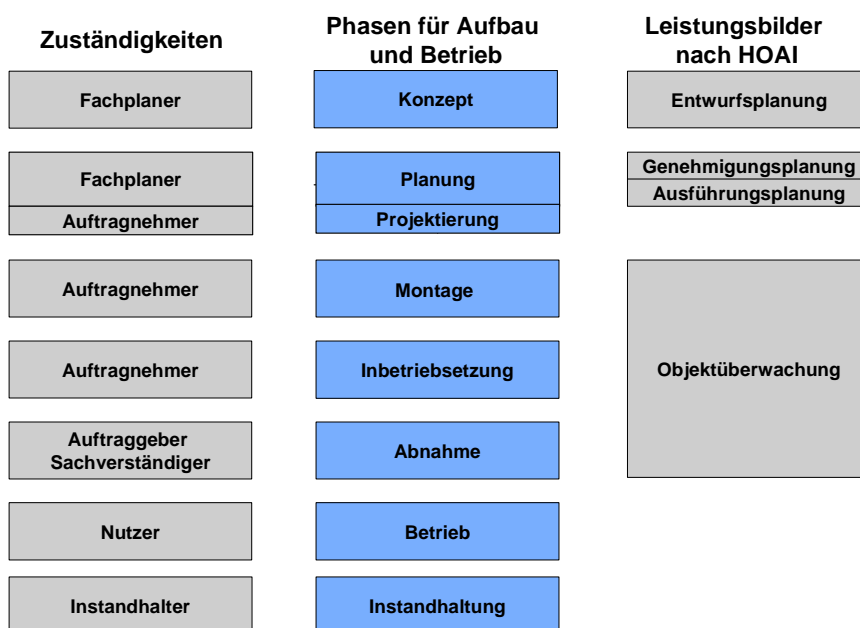 Zuständigkeiten
Phasen für Aufbau
und Betrieb
Leistungsbilder
nach HOAI
Fachplaner
Konzept
Entwurfsplanung
Fachplaner
Planung
Genehmigungsplanung
Ausführungsplanung
Auftragnehmer
Projektierung
Auftragnehmer
Montage
Objektüberwachung
Auftragnehmer
Inbetriebsetzung
Auftraggeber
Sachverständiger
Abnahme
Nutzer
Betrieb
Instandhalter
Instandhaltung